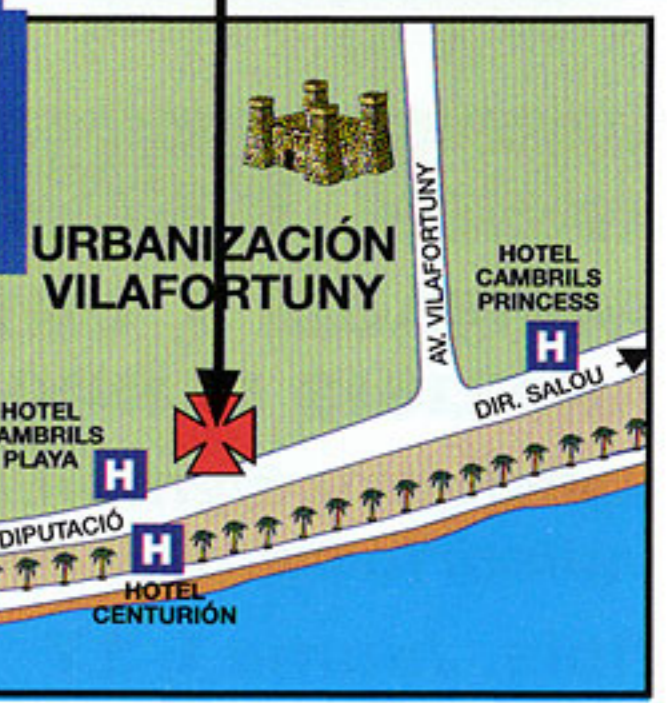 URBANIZACIÓN
VILAFORTUNY
AV. VILAFORTUNY
HOTEL
CAMBRILS
PRINCESS
H
DIR. SALOU
HOTEL
AMBRILS
PLAYA
H
DIPUTACIÓ
H
HOTEL
CENTURIÓN